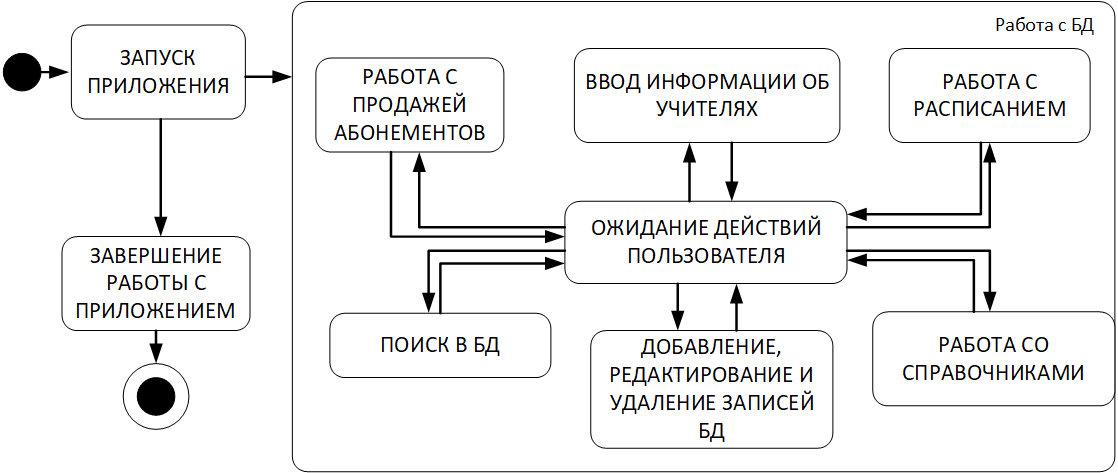 Работа с БД
ЗАПУСК
ПРИЛОЖЕНИЯ
РАБОТА С
ПРОДАЖЕЙ
АБОНЕМЕНТОВ
ВВОД ИНФОРМАЦИИ ОБ
УЧИТЕЛЯХ
РАБОТА С
РАСПИСАНИЕМ
ОЖИДАНИЕ ДЕЙСТВИЙ
ПОЛЬЗОВАТЕЛЯ
ЗАВЕРШЕНИЕ
РАБОТЫ С
ПРИЛОЖЕНИЕМ
ПОИСК В БД
ДОБАВЛЕНИЕ,
РЕДАКТИРОВАНИЕ И
УДАЛЕНИЕ ЗАПИСЕЙ
БД
РАБОТА СО
СПРАВОЧНИКАМИ